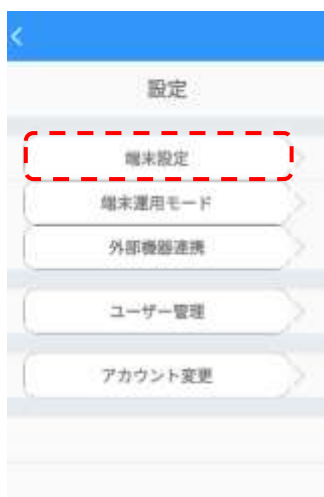 設定
端末設定
端末運用モード
外部機器連携
ユーザー管理
アカウント変更